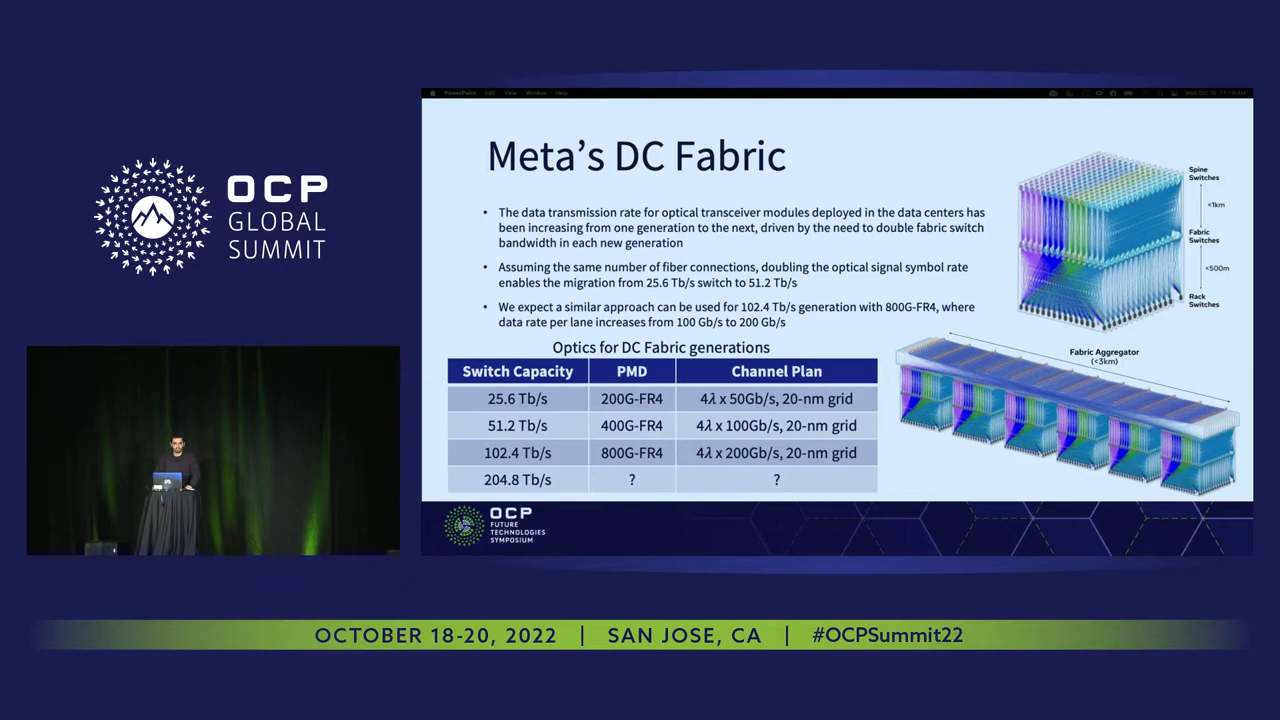 PowerPoint Edit View Window Help
OCP
GLOBAL
SUMMIT
Meta's DC Fabric
• The data transmission rate for optical transceiver modules deployed in the data centers has
been increasing from one generation to the next, driven by the need to double fabric switch
bandwidth in each new generation
• Assuming the same number of fiber connections, doubling the optical signal symbol rate
enables the migration from 25.6 Tb/s switch to 51.2 Tb/s
• We expect a similar approach can be used for 102.4 Tb/s generation with 800G-FR4, where
data rate per lane increases from 100 Gb/s to 200 Gb/s
Spine
Switches
<1km
Fabric
Switches
<500m
Rack
Switches
Fabric Aggregator
(<3km)
Optics for DC Fabric generations
Switch Capacity PMD Channel Plan
25.6 Tb/s 200G-FR4 4λ x 50Gb/s, 20-nm grid
51.2 Tb/s 400G-FR4 4λ x 100Gb/s, 20-nm grid
102.4 Tb/s 800G-FR4 4λ x 200Gb/s, 20-nm grid
204.8 Tb/s ? ?
OCP
FUTURE
TECHNOLOGIES
SYMPOSIUM
OCTOBER 18-20, 2022 | SAN JOSE, CA | #OCPSummit22